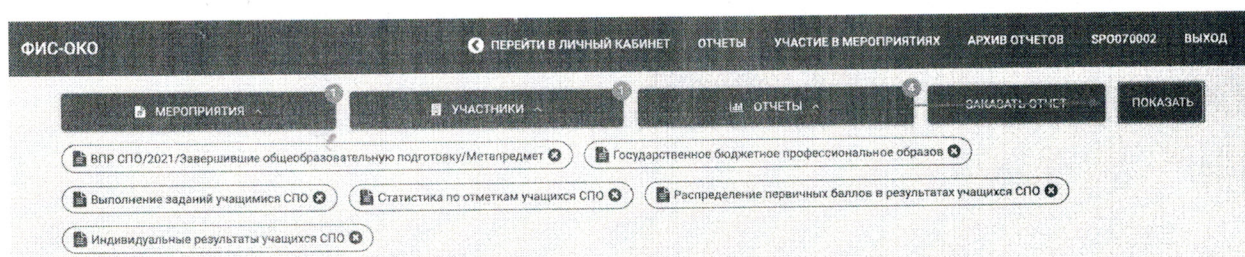 ФИС-ОКО ПЕРЕЙТИ В ЛИЧНЫЙ КАБИНЕТ ОТЧЕТЫ УЧАСТИЕ В МЕРОПРИЯТИЯХ АРХИВ ОТЧЕТОВ SPO070002 ВЫХОД
МЕРОПРИЯТИЯ 1 УЧАСТНИКИ 1 ОТЧЕТЫ 4 ЗАКАЗАТЬ ОТЧЕТ ПОКАЗАТЬ
ВПР СПО/2021/Завершившие общеобразовательную подготовку/Метапредмет Государственное бюджетное профессиональное образов
Выполнение заданий учащимися СПО Статистика по отметкам учащихся СПО Распределение первичных баллов в результатах учащихся СПО
Индивидуальные результаты учащихся СПО